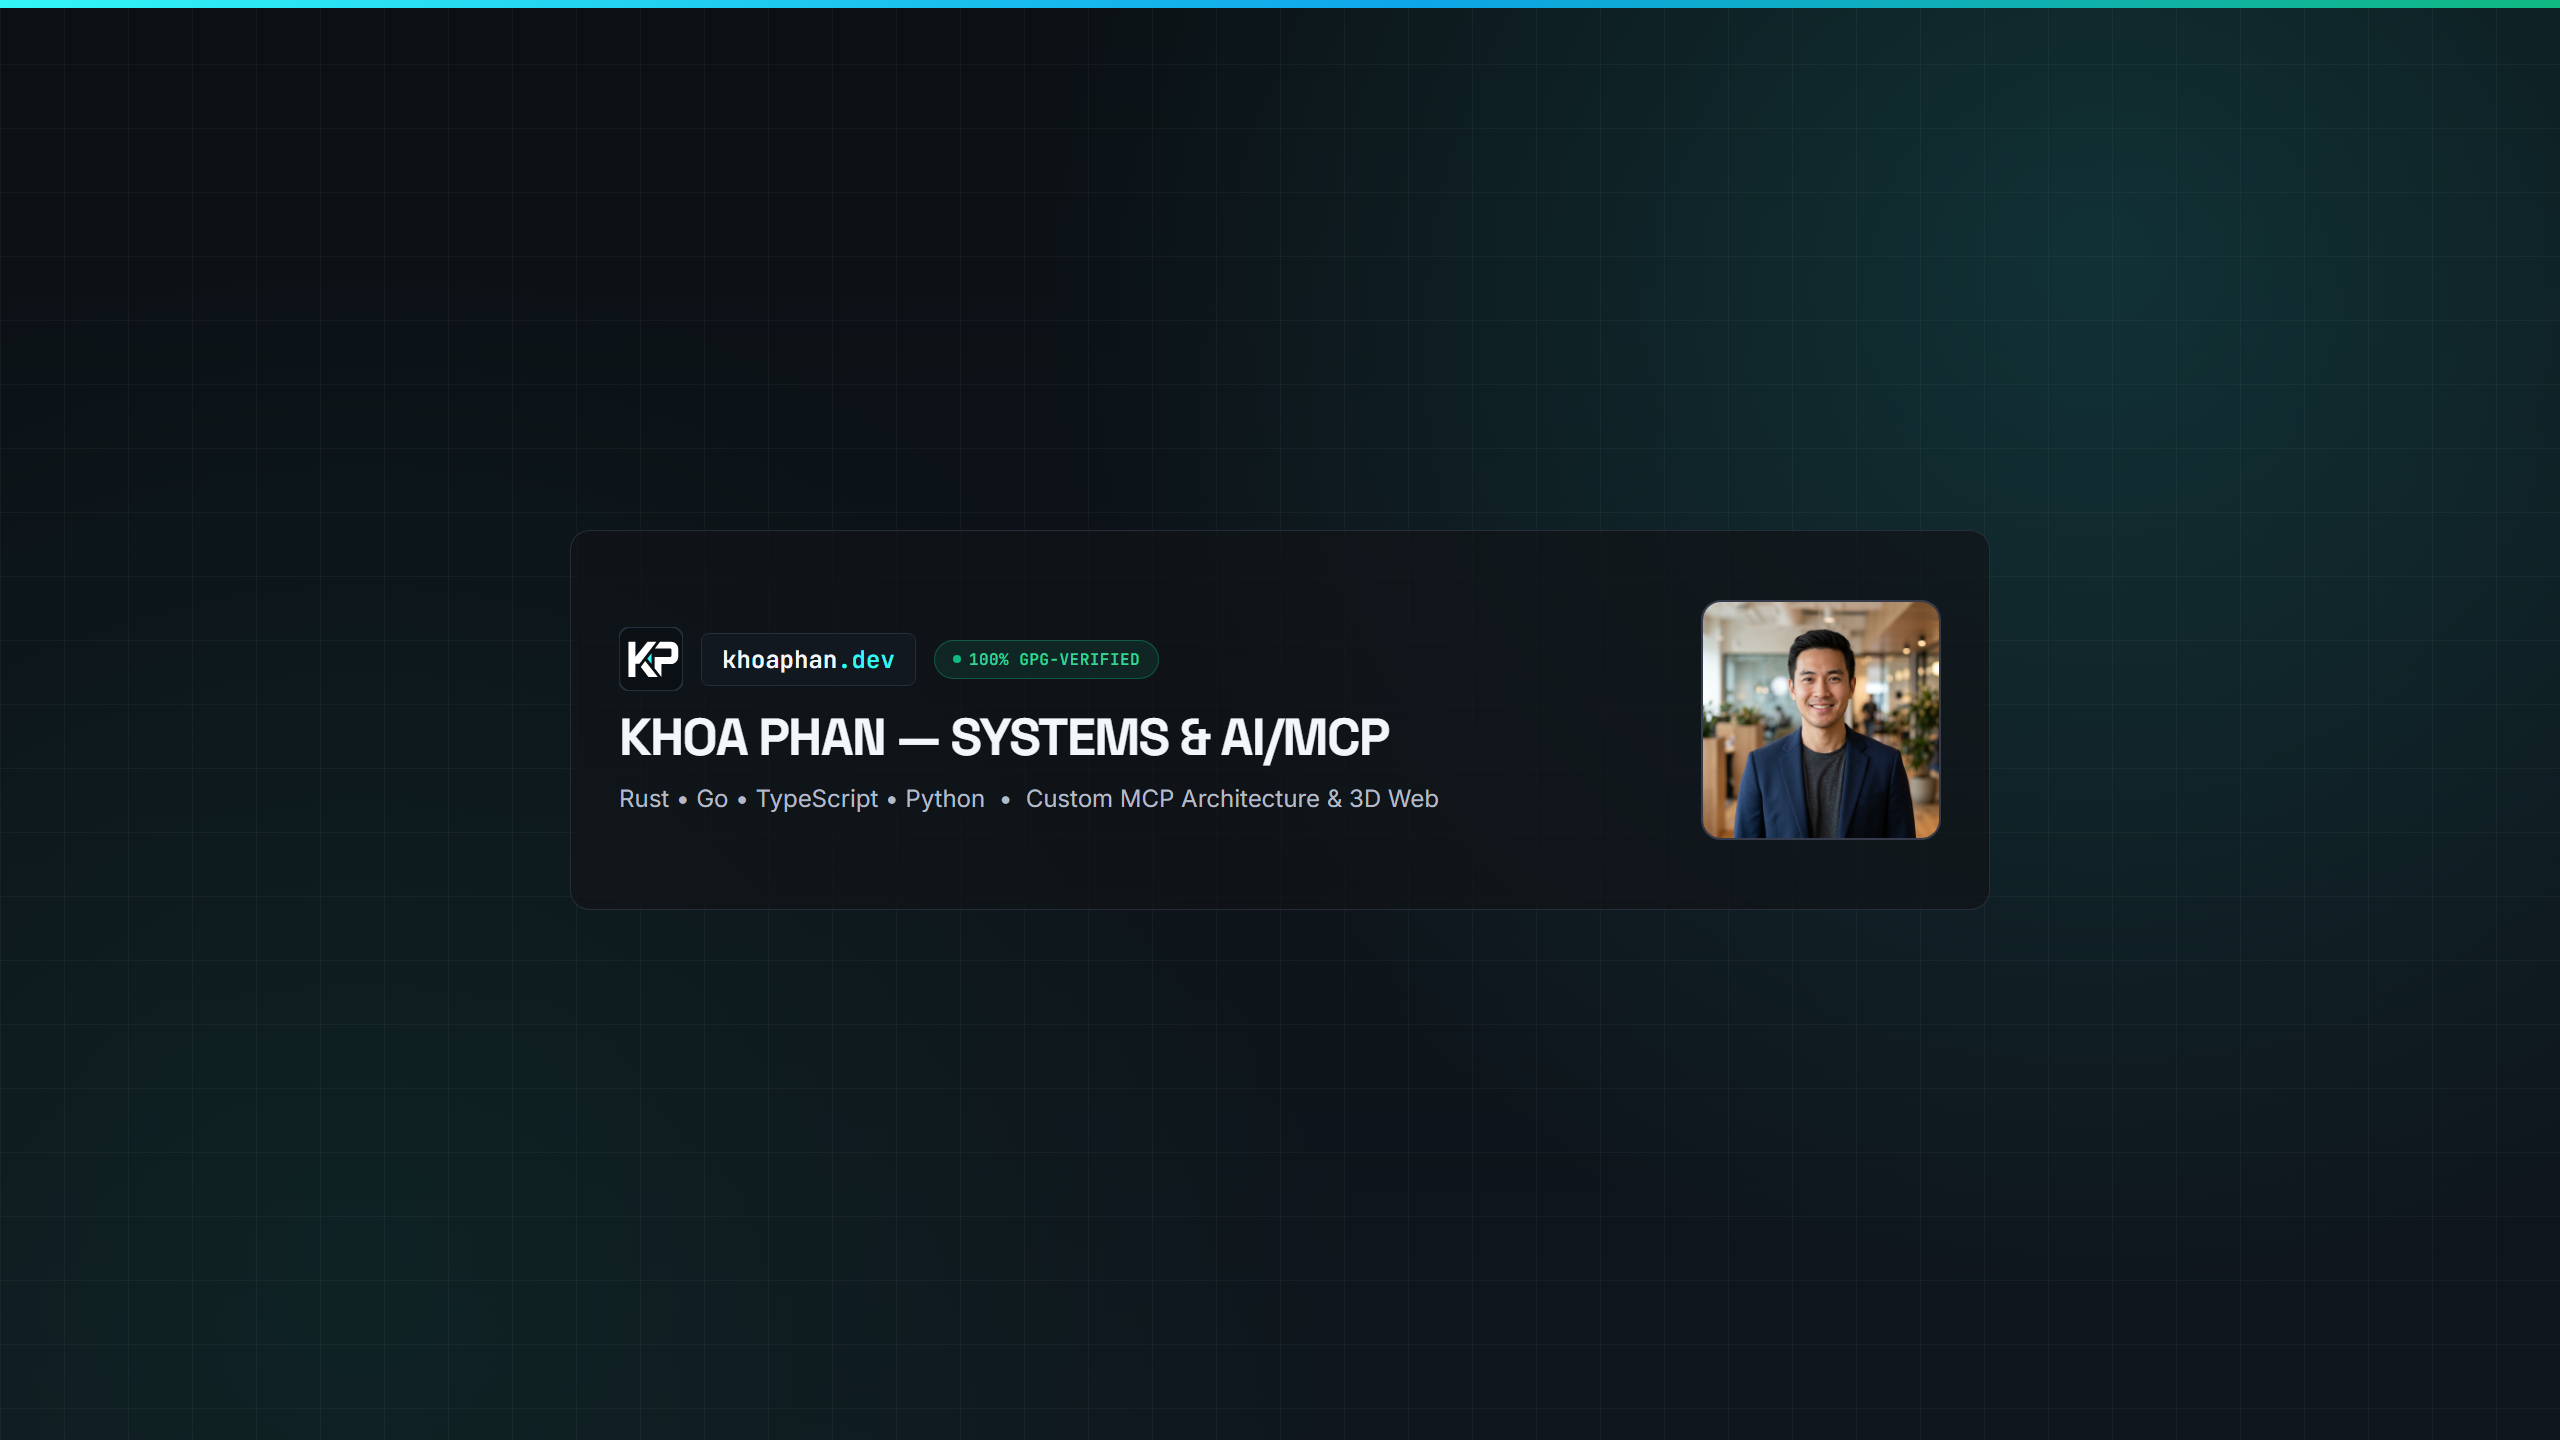 KP
khoaphan.dev
100% GPG-VERIFIED
KHOA PHAN — SYSTEMS & AI/MCP
Rust • Go • TypeScript • Python • Custom MCP Architecture & 3D Web